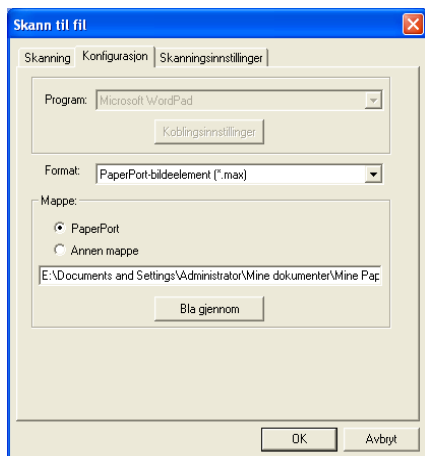 Skann til fil
Skanning Konfigurasjon Skanningsinnstillinger
Program: Microsoft WordPad
Koblingsinnstillinger
Format: PaperPort-bildeelement (*.max)
Mappe:
PaperPort
Annen mappe
E:\Documents and Settings\Administrator\Mine dokumenter\Mine Pap
Bla gjennom
OK Avbryt